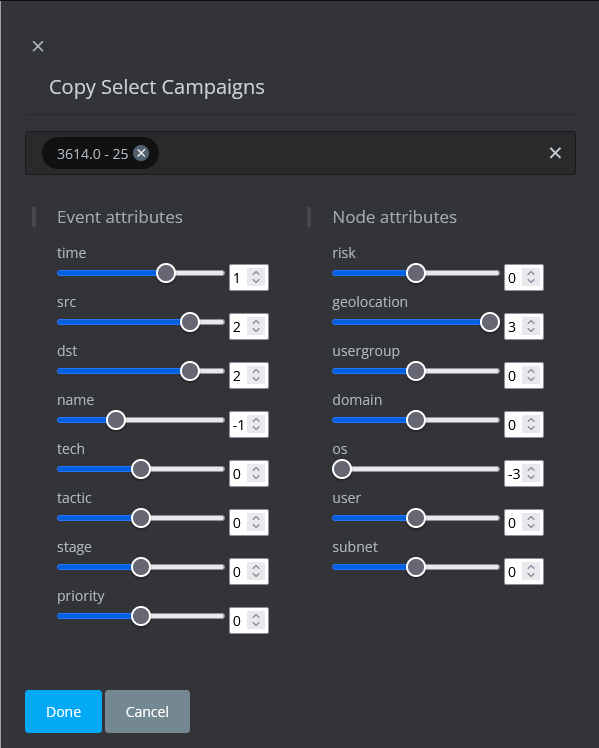 Copy Select Campaigns
3614.0 - 25
Event attributes
time
1
src
2
dst
2
name
-1
tech
0
tactic
0
stage
0
priority
0
Node attributes
risk
0
geolocation
3
usergroup
0
domain
0
os
-3
user
0
subnet
0
Done
Cancel